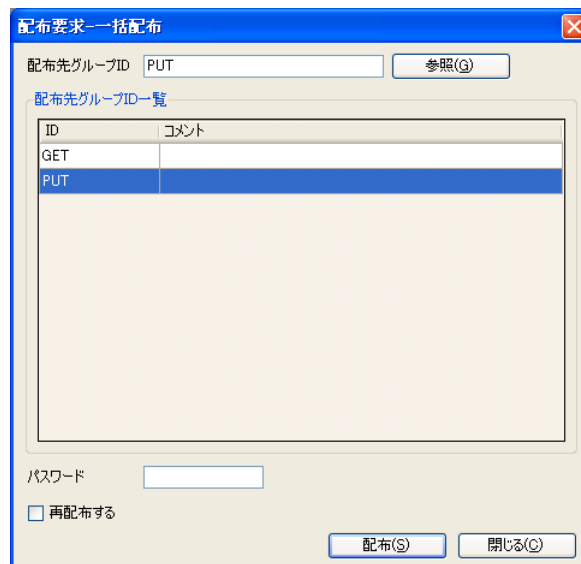 配布要求-一括配布
配布先グループID PUT 参照(G)
配布先グループID一覧
ID コメント
GET
PUT
パスワード
再配布する
配布(S) 閉じる(C)